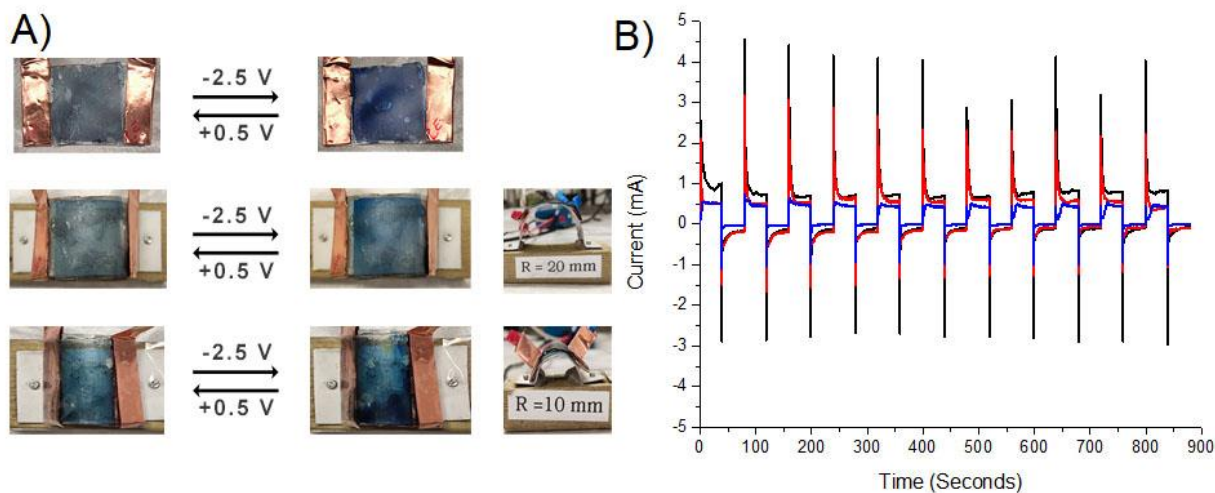 A)
-2.5 V
+0.5 V
-2.5 V
+0.5 V
R = 20 mm
-2.5 V
+0.5 V
R =10 mm
B)
Current (mA)
5
4
3
2
1
0
-1
-2
-3
-4
-5
0 100 200 300 400 500 600 700 800 900
Time (Seconds)